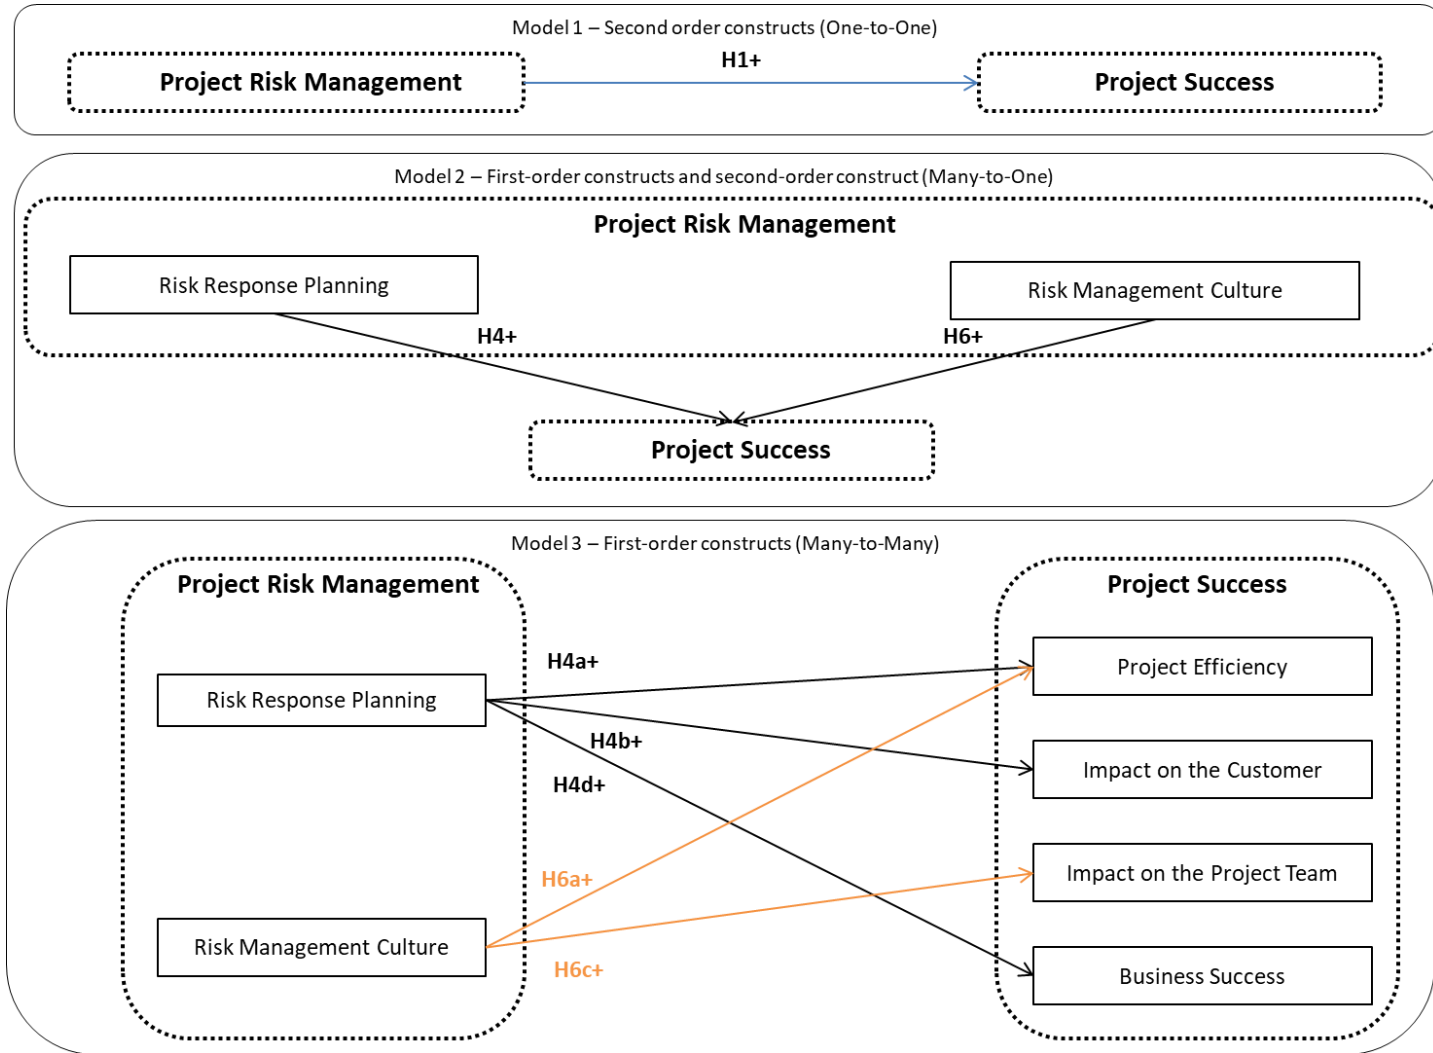 Model 1 – Second order constructs (One-to-One)
Project Risk Management
H1+
Project Success
Model 2 – First-order constructs and second-order construct (Many-to-One)
Project Risk Management
Risk Response Planning
Risk Management Culture
H4+
H6+
Project Success
Model 3 – First-order constructs (Many-to-Many)
Project Risk Management
Project Success
Risk Response Planning
Risk Management Culture
H4a+
H4b+
H4d+
H6a+
H6c+
Project Efficiency
Impact on the Customer
Impact on the Project Team
Business Success